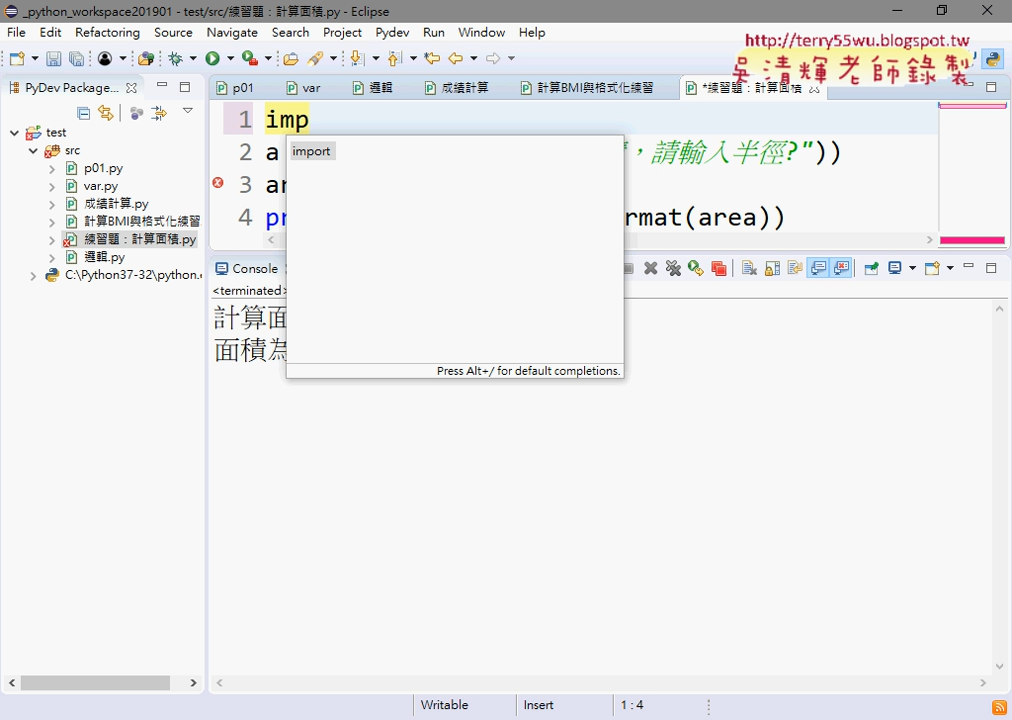 _python_workspace201901 - test/src/練習題：計算面積.py - Eclipse
File Edit Refactoring Source Navigate Search Project Pydev Run Window Help
http://terry55wu.blogspot.tw
吳清輝老師錄製
PyDev Package...
p01
var
邏輯
成績計算
計算BMI與格式化練習
*練習題：計算面積
test
src
p01.py
var.py
成績計算.py
計算BMI與格式化練習
練習題：計算面積.py
邏輯.py
C:\Python37-32\python.
1 imp
2 a ，請輸入半徑?"))
3 ar
4 pr rmat(area))
import
Press Alt+/ for default completions.
Console
<terminated>
計算面
面積為
Writable
Insert
1 : 4